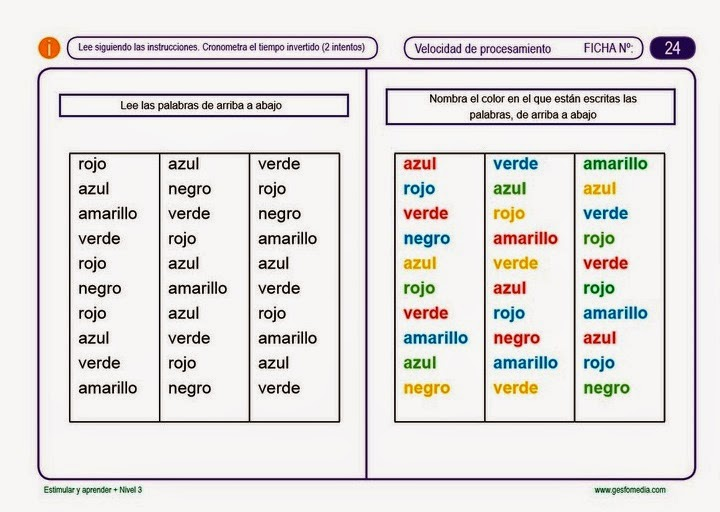 i Lee siguiendo las instrucciones. Cronometra el tiempo invertido (2 intentos)
Velocidad de procesamiento FICHA Nº: 24
Lee las palabras de arriba a abajo
rojo azul verde
azul negro rojo
amarillo verde negro
verde rojo amarillo
rojo azul azul
negro amarillo verde
rojo azul rojo
azul verde amarillo
verde rojo azul
amarillo negro verde
Nombra el color en el que están escritas las
palabras, de arriba a abajo
azul verde amarillo
rojo azul azul
verde rojo verde
negro amarillo rojo
azul verde verde
rojo azul rojo
verde rojo amarillo
amarillo negro azul
azul amarillo rojo
negro verde negro
Estimular y aprender + Nivel 3
www.gesfomedia.com